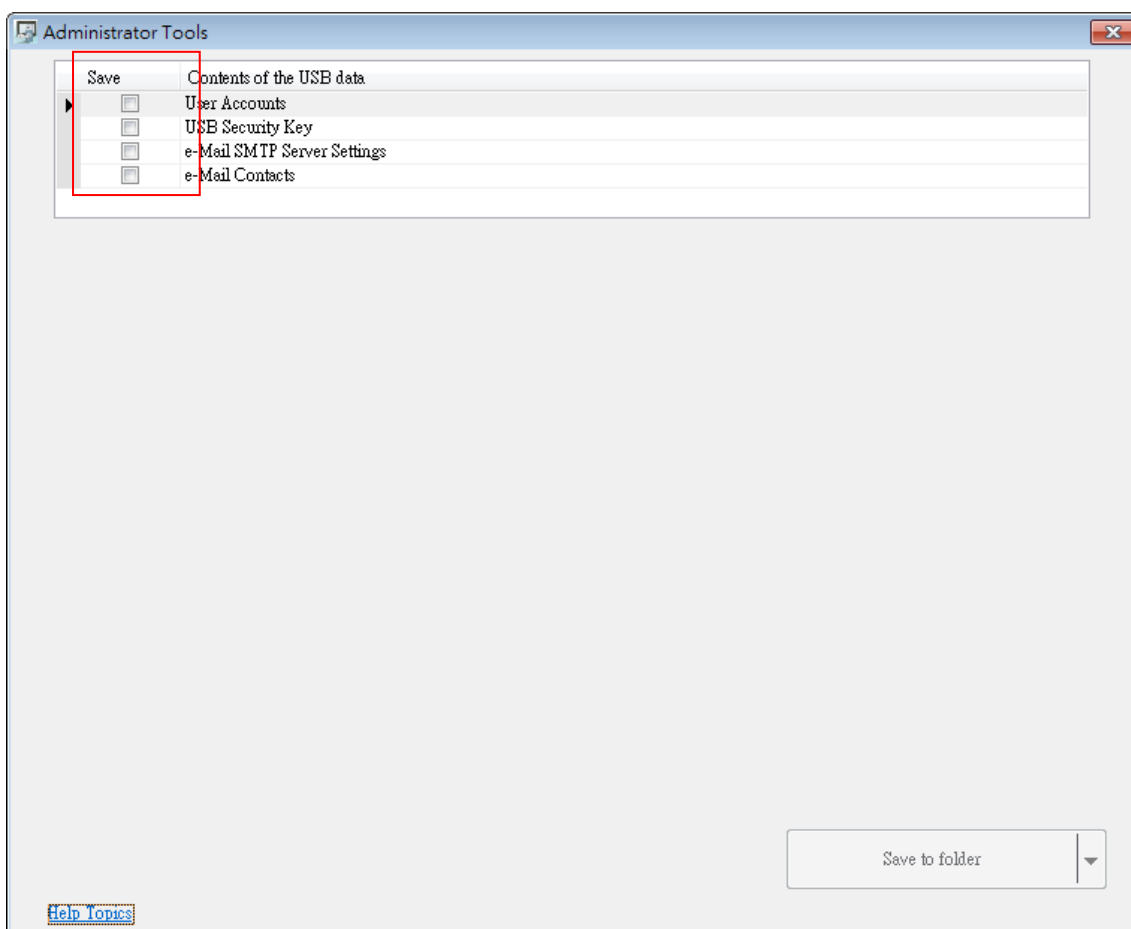 Administrator Tools
Save Contents of the USB data
User Accounts
USB Security Key
e-Mail SMTP Server Settings
e-Mail Contacts
Save to folder
Help Topics